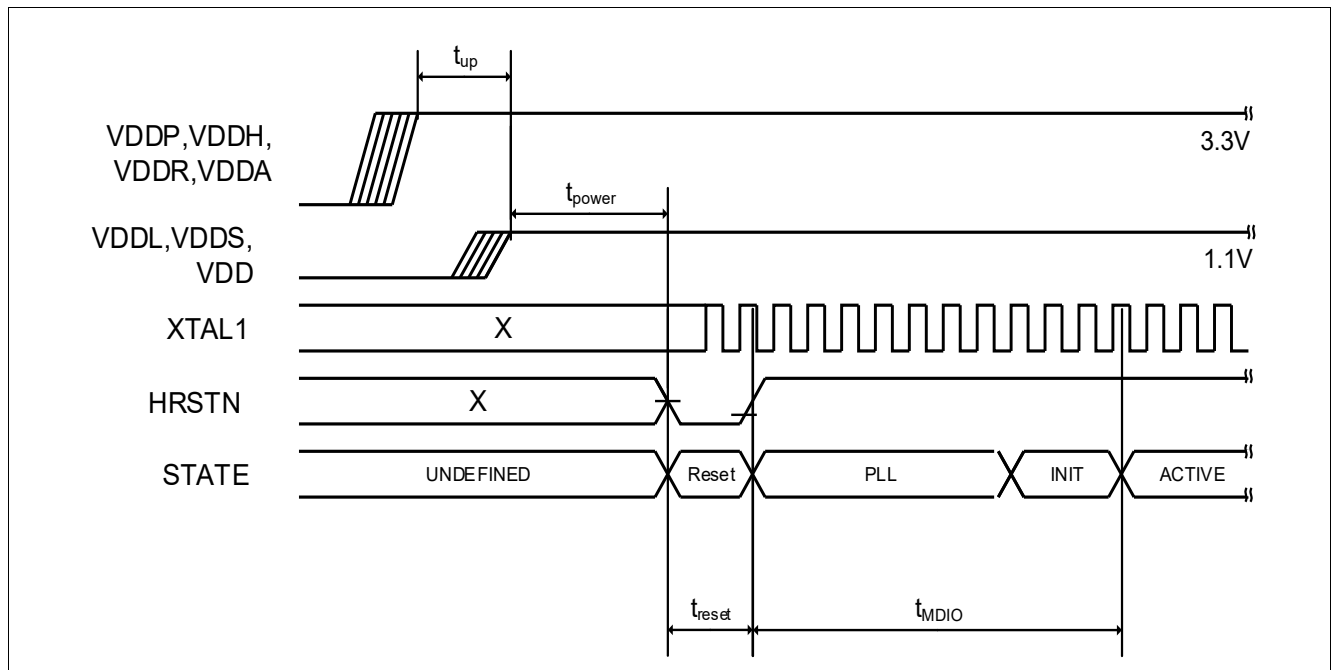 t_up
VDDP,VDDH,
VDDR,VDDA
3.3V
t_power
VDDL,VDDS,
VDD
1.1V
XTAL1
X
HRSTN
X
STATE
UNDEFINED
Reset
PLL
INIT
ACTIVE
t_reset
t_MDIO